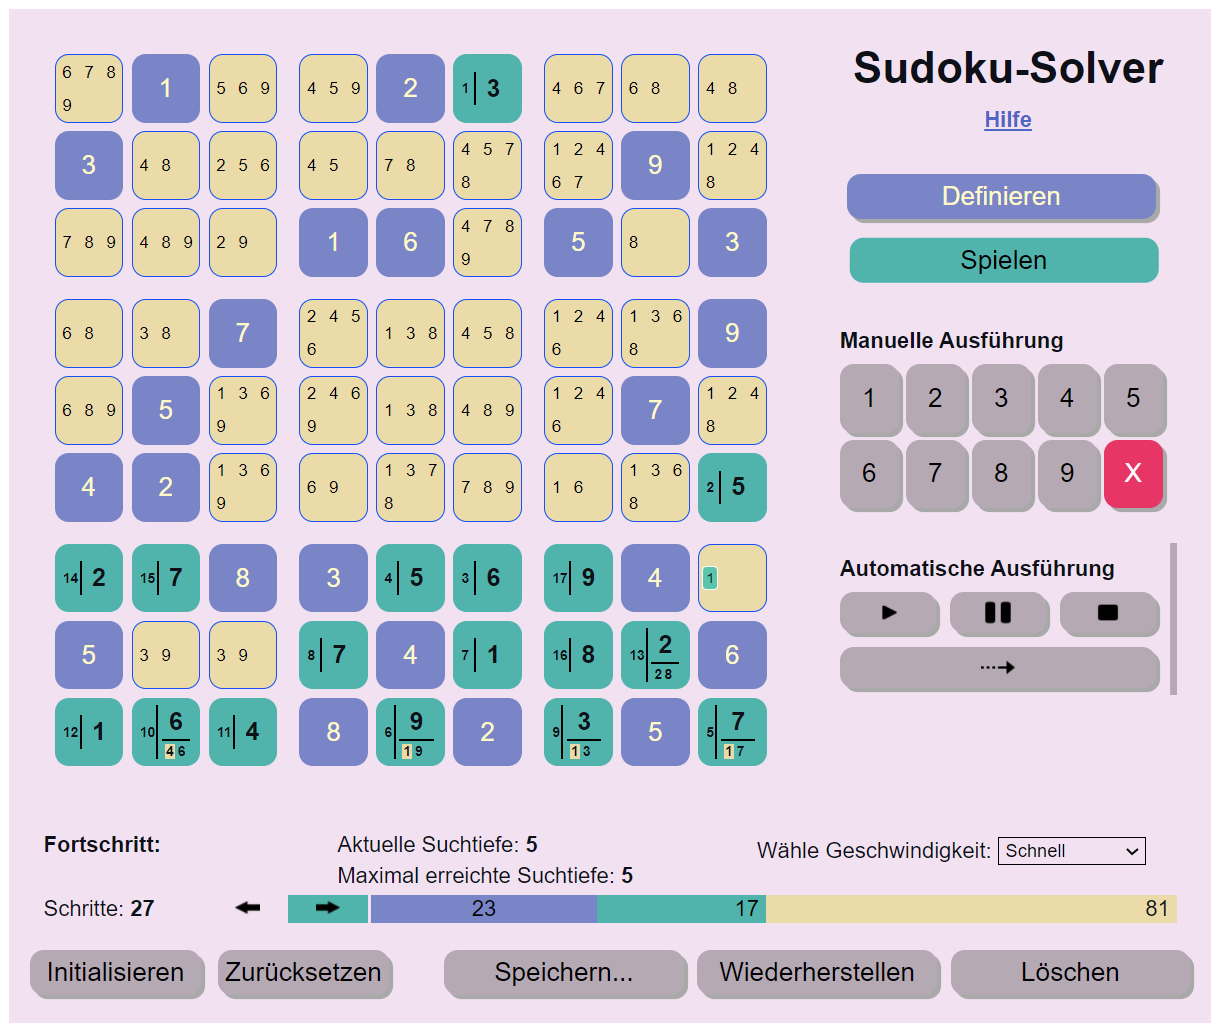 Sudoku-Solver
Hilfe
6 7 8 9 1 5 6 9 4 5 9 2 1 3 4 6 7 6 8 4 8
3 4 8 2 5 6 4 5 7 8 4 5 7 8 1 2 4 6 7 9 1 2 4 8
7 8 9 4 8 9 2 9 1 6 4 7 8 9 5 8 3
6 8 3 8 7 2 4 5 6 1 3 8 4 5 8 1 2 4 6 1 3 6 8 9
6 8 9 5 1 3 6 9 2 4 6 9 1 3 8 4 8 9 1 2 4 6 7 1 2 4 8
4 2 1 3 6 9 6 9 1 3 7 8 7 8 9 1 6 1 3 6 8 2 5
14 2 15 7 8 3 4 5 3 6 17 9 4 1
5 3 9 3 9 8 7 4 7 1 16 8 13 2 2 8 6
12 1 10 6 4 6 11 4 8 6 9 1 9 2 9 3 1 3 5 5 7 1 7
Definieren
Spielen
Manuelle Ausführung
1 2 3 4 5
6 7 8 9 X
Automatische Ausführung
Fortschritt:
Aktuelle Suchtiefe: 5
Maximal erreichte Suchtiefe: 5
Wähle Geschwindigkeit: Schnell
Schritte: 27
23 17 81
Initialisieren Zurücksetzen Speichern... Wiederherstellen Löschen